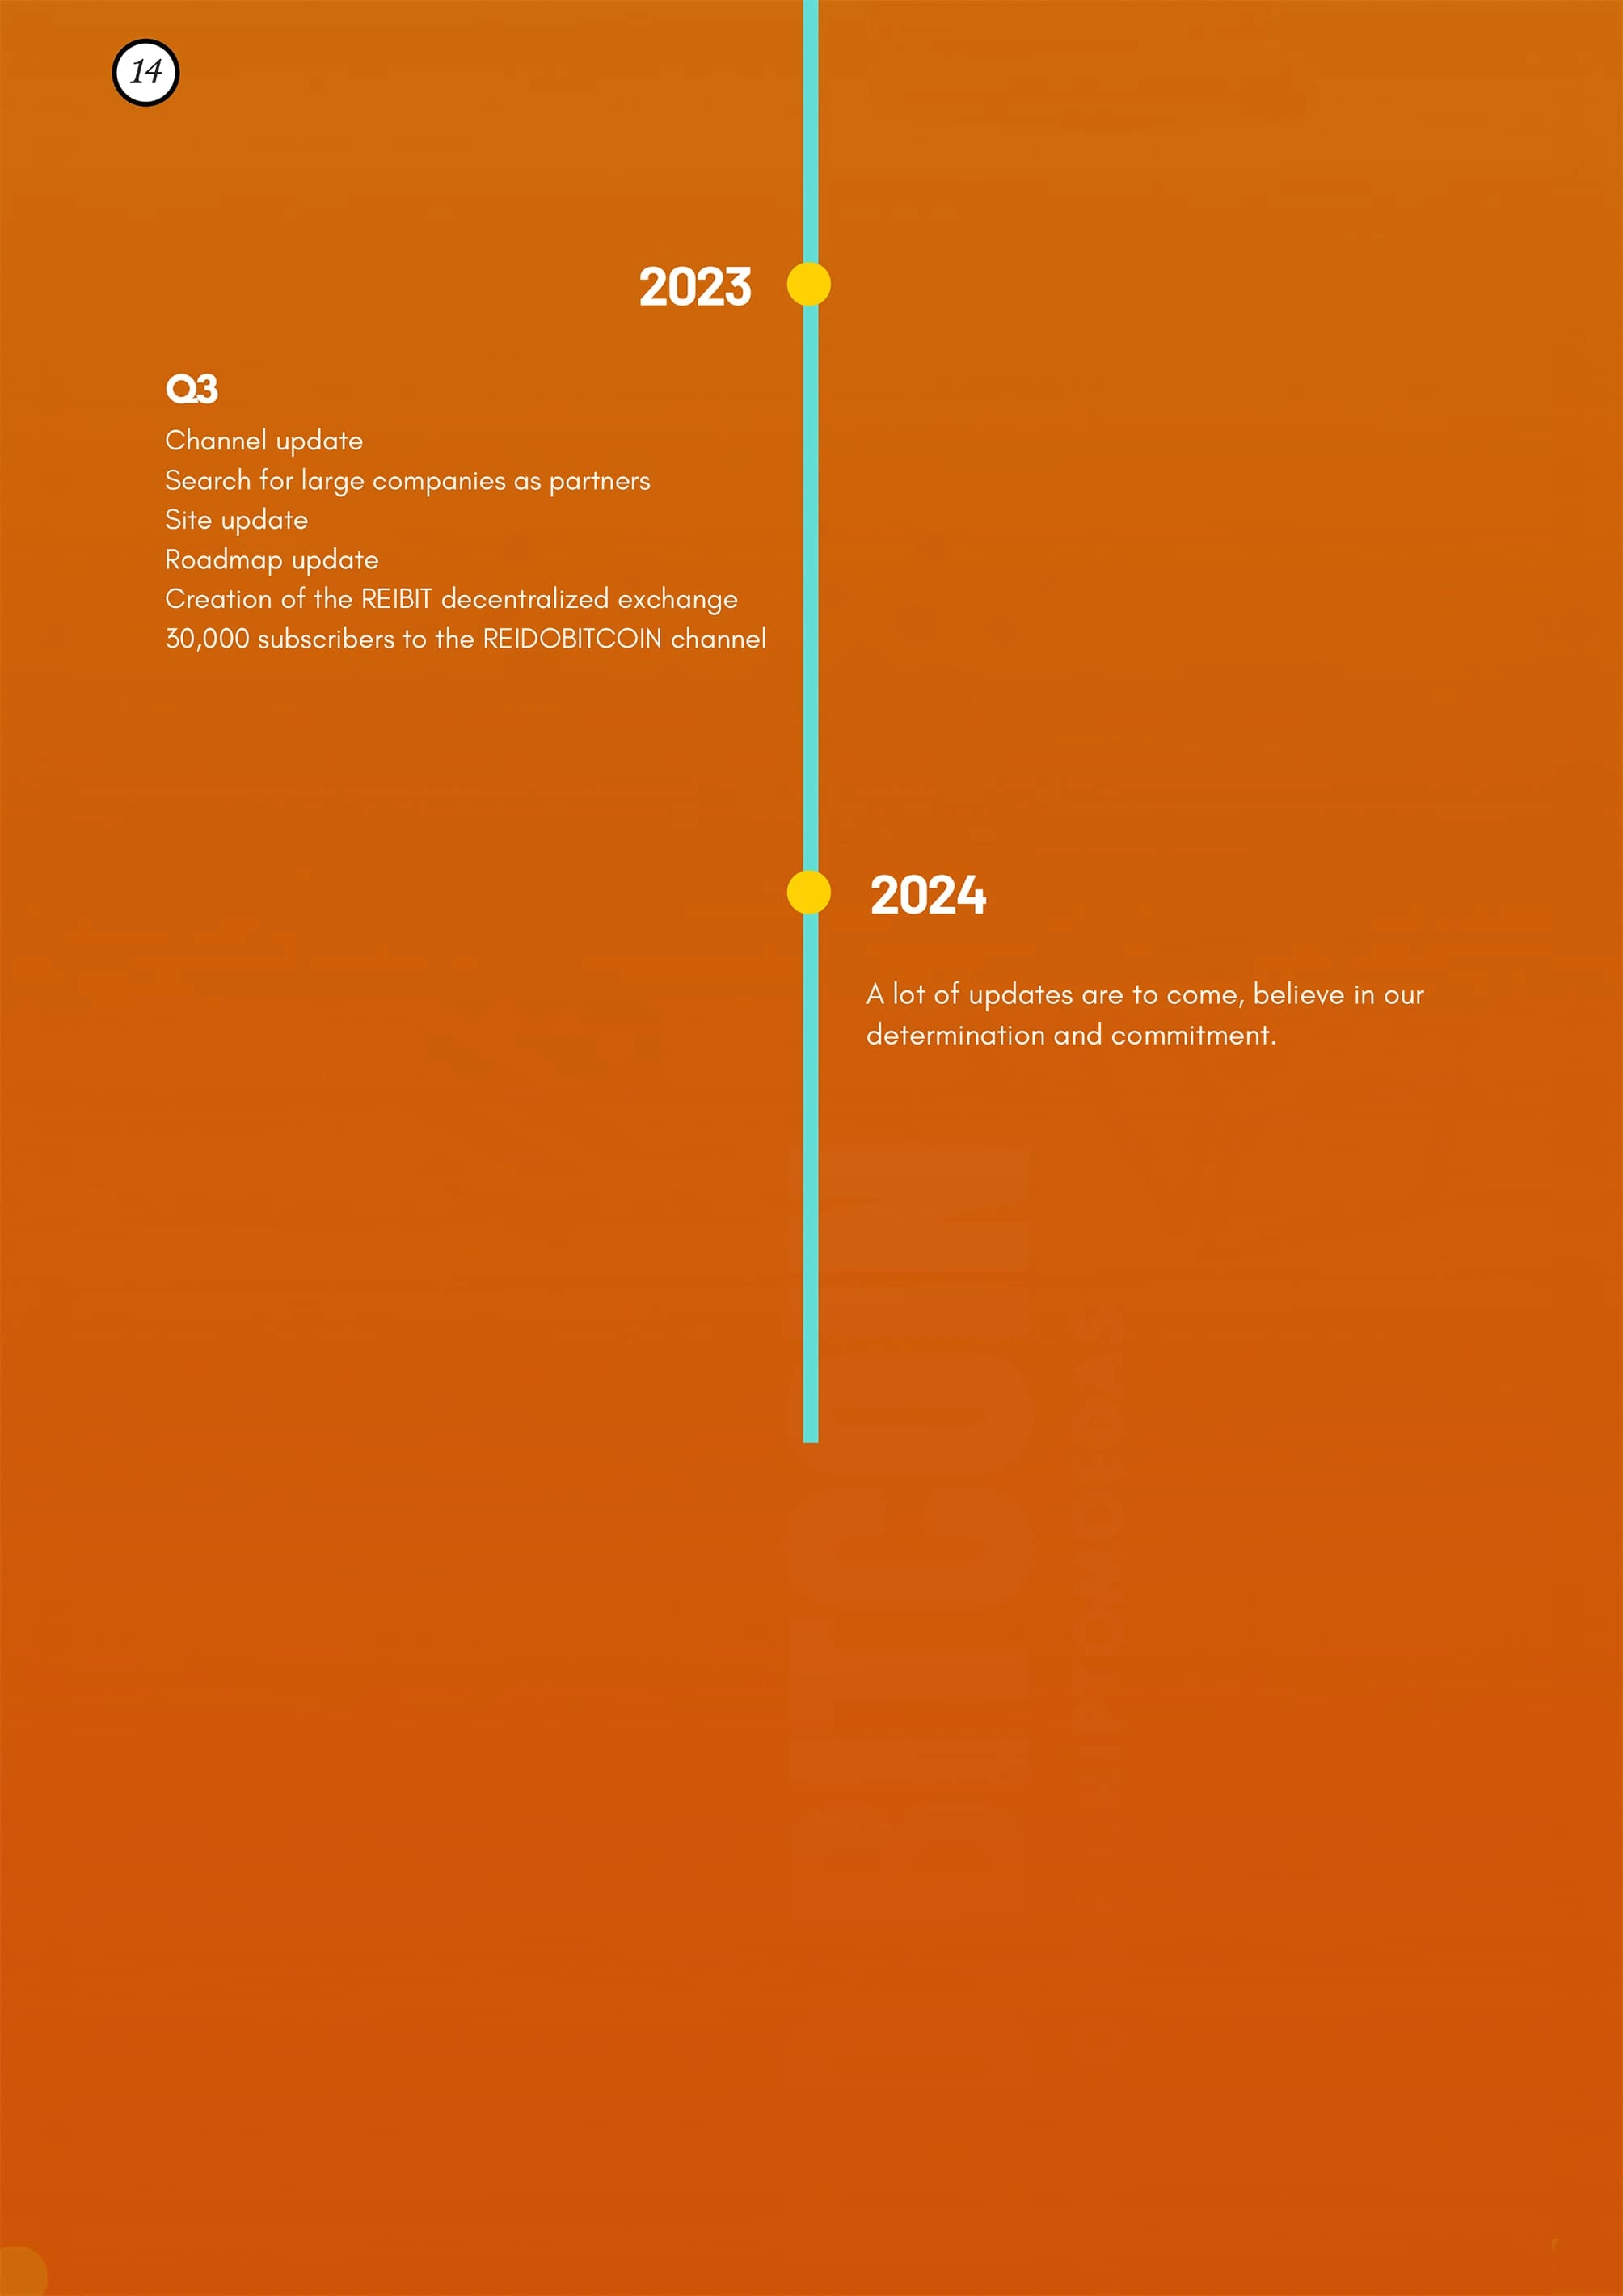 14
2023
Q3
Channel update
Search for large companies as partners
Site update
Roadmap update
Creation of the REIBIT decentralized exchange
30,000 subscribers to the REIDOBITCOIN channel
2024
A lot of updates are to come, believe in our
determination and commitment.
BITCOIN